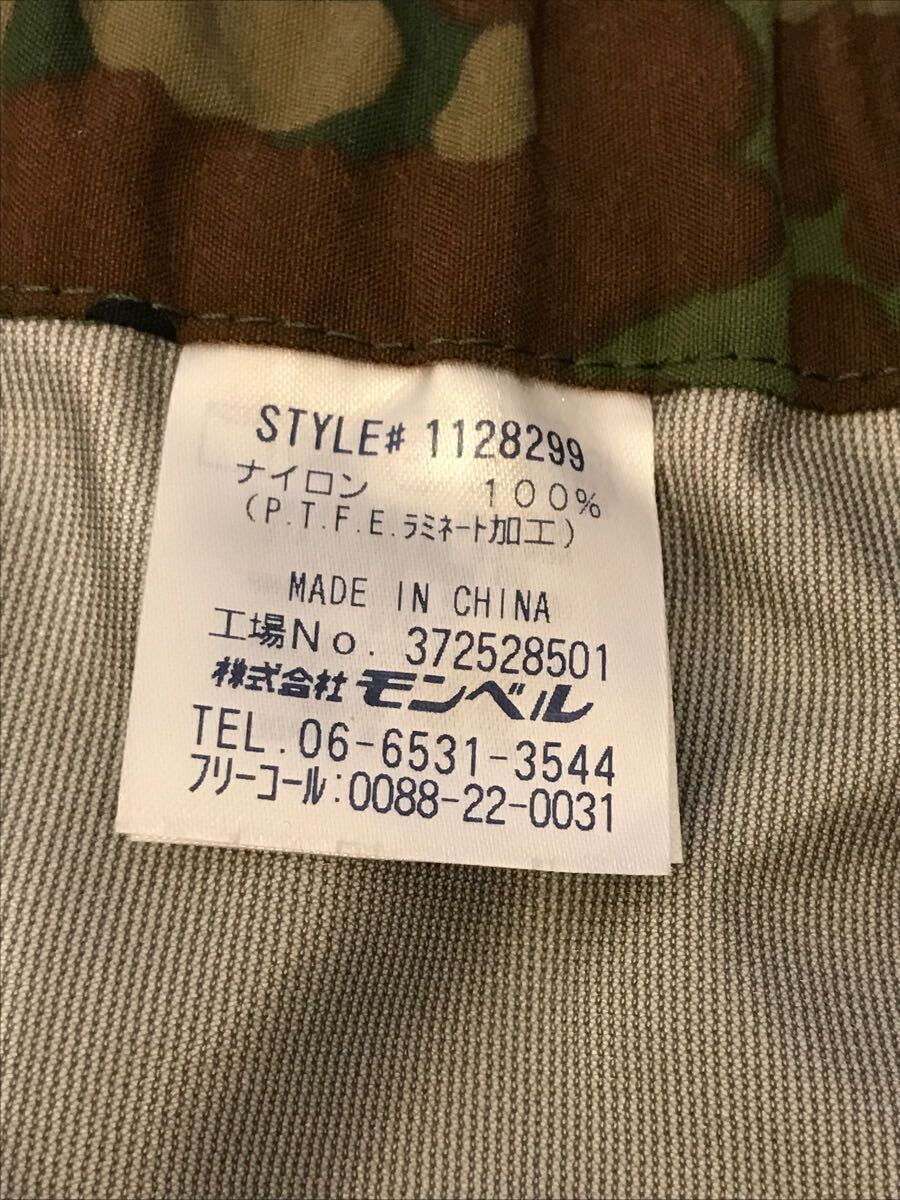 STYLE# 1128299
ナイロン 100%
(P.T.F.E.ラミネート加工)
MADE IN CHINA
工場No. 372528501
株式会社モンベル
TEL.06-6531-3544
フリーコール:0088-22-0031